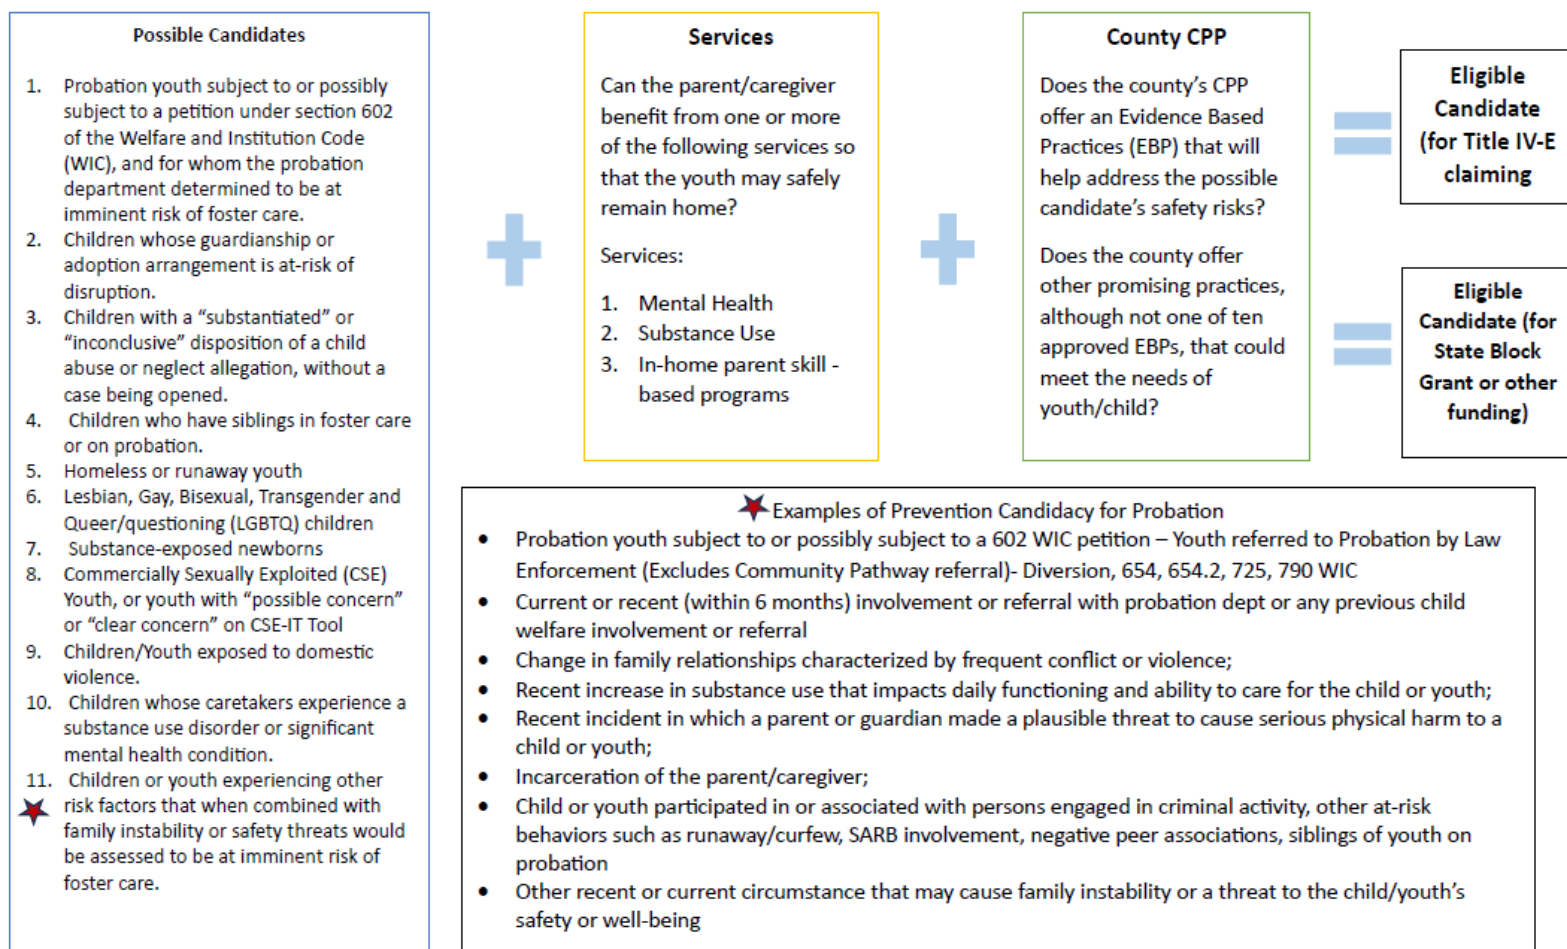 Possible Candidates
1. Probation youth subject to or possibly
subject to a petition under section 602
of the Welfare and Institution Code
(WIC), and for whom the probation
department determined to be at
imminent risk of foster care.
2. Children whose guardianship or
adoption arrangement is at-risk of
disruption.
3. Children with a “substantiated” or
“inconclusive” disposition of a child
abuse or neglect allegation, without a
case being opened.
4. Children who have siblings in foster care
or on probation.
5. Homeless or runaway youth
6. Lesbian, Gay, Bisexual, Transgender and
Queer/questioning (LGBTQ) children
7. Substance-exposed newborns
8. Commercially Sexually Exploited (CSE)
Youth, or youth with “possible concern”
or “clear concern” on CSE-IT Tool
9. Children/Youth exposed to domestic
violence.
10. Children whose caretakers experience a
substance use disorder or significant
mental health condition.
11. Children or youth experiencing other
risk factors that when combined with
family instability or safety threats would
be assessed to be at imminent risk of
foster care.
Services
Can the parent/caregiver
benefit from one or more
of the following services so
that the youth may safely
remain home?
Services:
1. Mental Health
2. Substance Use
3. In-home parent skill -
based programs
County CPP
Does the county’s CPP
offer an Evidence Based
Practices (EBP) that will
help address the possible
candidate’s safety risks?
Does the county offer
other promising practices,
although not one of ten
approved EBPs, that could
meet the needs of
youth/child?
Eligible
Candidate
(for Title IV-E
claiming
Eligible
Candidate (for
State Block
Grant or other
funding)
Examples of Prevention Candidacy for Probation
• Probation youth subject to or possibly subject to a 602 WIC petition – Youth referred to Probation by Law
Enforcement (Excludes Community Pathway referral)- Diversion, 654, 654.2, 725, 790 WIC
• Current or recent (within 6 months) involvement or referral with probation dept or any previous child
welfare involvement or referral
• Change in family relationships characterized by frequent conflict or violence;
• Recent increase in substance use that impacts daily functioning and ability to care for the child or youth;
• Recent incident in which a parent or guardian made a plausible threat to cause serious physical harm to a
child or youth;
• Incarceration of the parent/caregiver;
• Child or youth participated in or associated with persons engaged in criminal activity, other at-risk
behaviors such as runaway/curfew, SARB involvement, negative peer associations, siblings of youth on
probation
• Other recent or current circumstance that may cause family instability or a threat to the child/youth’s
safety or well-being